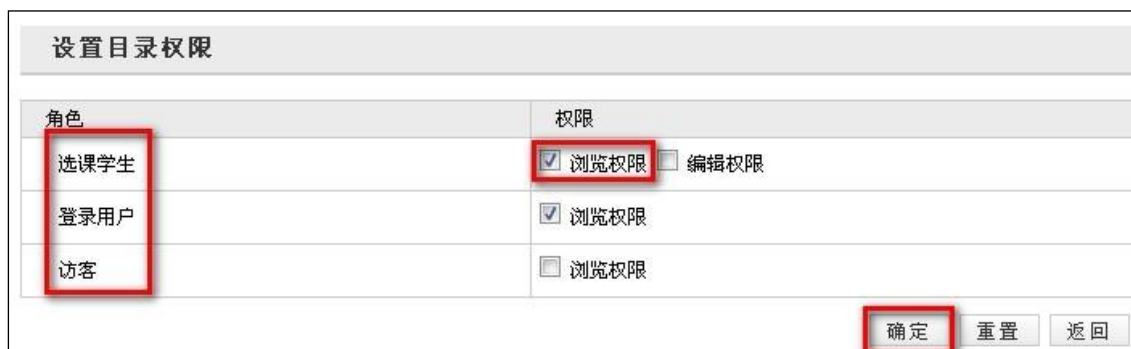 设置目录权限
角色 权限
选课学生 浏览权限 编辑权限
登录用户 浏览权限
访客 浏览权限
确定 重置 返回